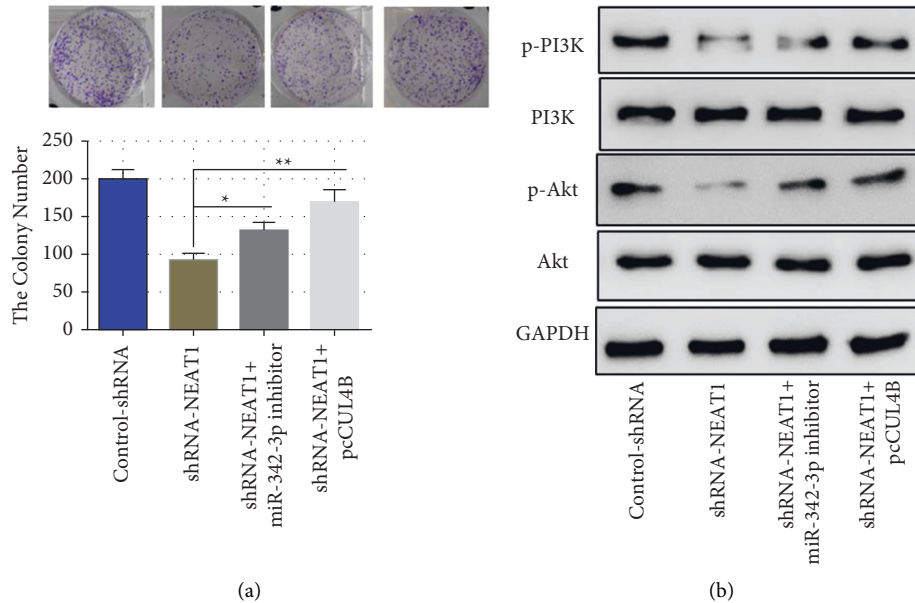 250
200
150
100
50
0
The Colony Number
**
*
Control-shRNA
shRNA-NEAT1
shRNA-NEAT1+
miR-342-3p inhibitor
shRNA-NEAT1+
pcCUL4B
(a)
(b)
p-PI3K
PI3K
p-Akt
Akt
GAPDH
Control-shRNA
shRNA-NEAT1
shRNA-NEAT1+
miR-342-3p inhibitor
shRNA-NEAT1+
pcCUL4B
(b)